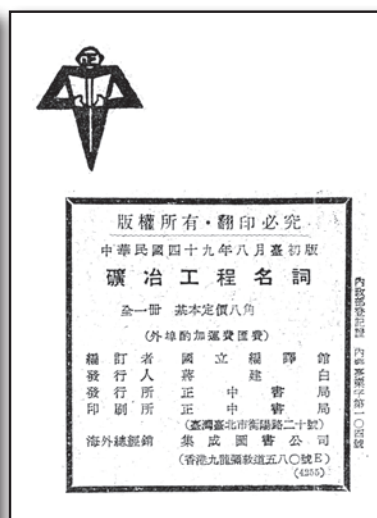 正
版權所有·翻印必究
中華民國四十九年八月臺初版
礦冶工程名詞
全一冊 基本定價八角
(外埠酌加運費匯費)
編訂者 國立編譯館
發行人 蔣建白
發行所 正中書局
印刷所 正中書局
(臺灣臺北市衡陽路二十號)
海外總經銷 集成圖書公司
(香港九龍彌敦道五八〇號E)
(4255)
內政部登記證 內 臺業字第一〇四號